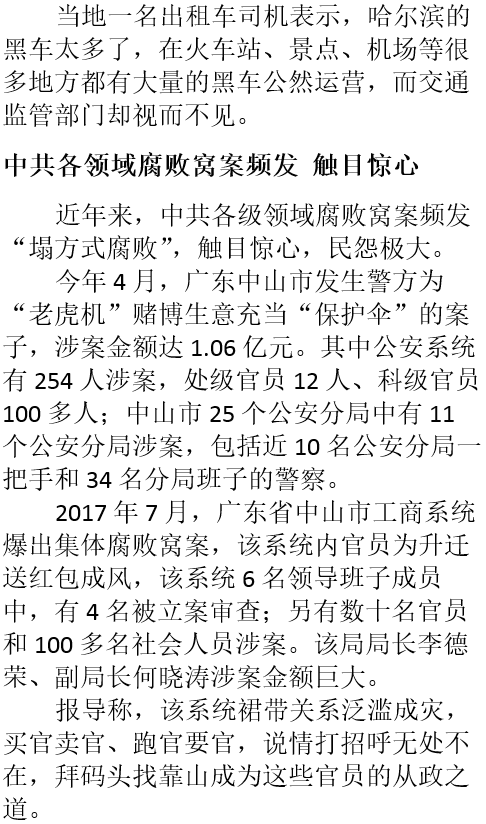 当地一名出租车司机表示，哈尔滨的
黑车太多了，在火车站、景点、机场等很
多地方都有大量的黑车公然运营，而交通
监管部门却视而不见。
中共各领域腐败窝案频发 触目惊心
近年来，中共各级领域腐败窝案频发
“塌方式腐败”，触目惊心，民怨极大。
今年 4 月，广东中山市发生警方为
“老虎机”赌博生意充当“保护伞”的案
子，涉案金额达 1.06 亿元。其中公安系统
有 254 人涉案，处级官员 12 人、科级官员
100 多人；中山市 25 个公安分局中有 11
个公安分局涉案，包括近 10 名公安分局一
把手和 34 名分局班子的警察。
2017 年 7 月，广东省中山市工商系统
爆出集体腐败窝案，该系统内官员为升迁
送红包成风，该系统 6 名领导班子成员
中，有 4 名被立案审查；另有数十名官员
和 100 多名社会人员涉案。该局局长李德
荣、副局长何晓涛涉案金额巨大。
报导称，该系统裙带关系泛滥成灾，
买官卖官、跑官要官，说情打招呼无处不
在，拜码头找靠山成为这些官员的从政之
道。